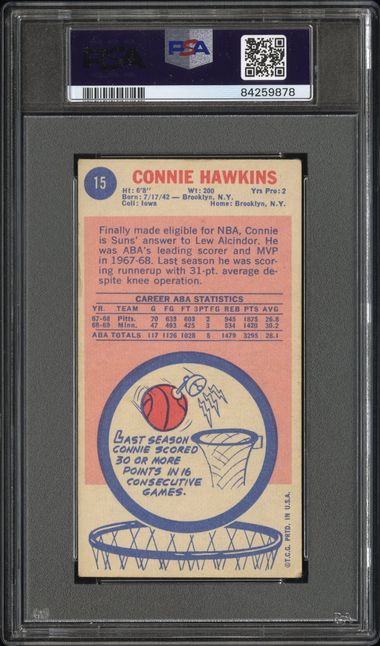 PSA
PSA
84259878
15
CONNIE HAWKINS
Ht: 6'8" Wt: 200 Yrs Pro: 2
Born: 7/17/42 — Brooklyn, N.Y.
Coll: Iowa Home: Brooklyn, N.Y.
Finally made eligible for NBA, Connie
is Suns' answer to Lew Alcindor. He
was ABA's leading scorer and MVP
in 1967-68. Last season he was scor-
ing runnerup with 31-pt. average de-
spite knee operation.
CAREER ABA STATISTICS
YR. TEAM G FG FT 3PTFG REB PTS AVG
67-68 Pitts. 70 635 603 2 945 1875 26.8
68-69 Minn. 47 493 425 3 534 1420 30.2
ABA TOTALS 117 1128 1028 5 1479 3295 28.1
LAST SEASON
CONNIE SCORED
30 OR MORE
POINTS IN 16
CONSECUTIVE
GAMES.
©T.C.G. PRTD. IN U.S.A.